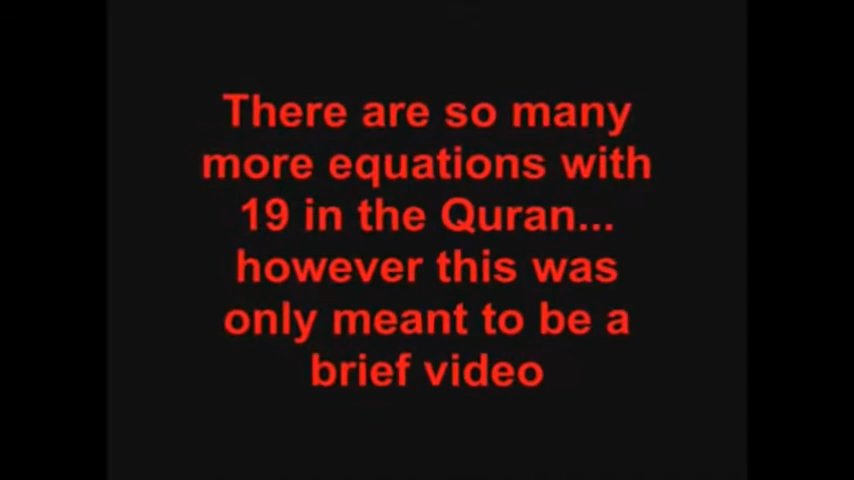 There are so many
more equations with
19 in the Quran...
however this was
only meant to be a
brief video